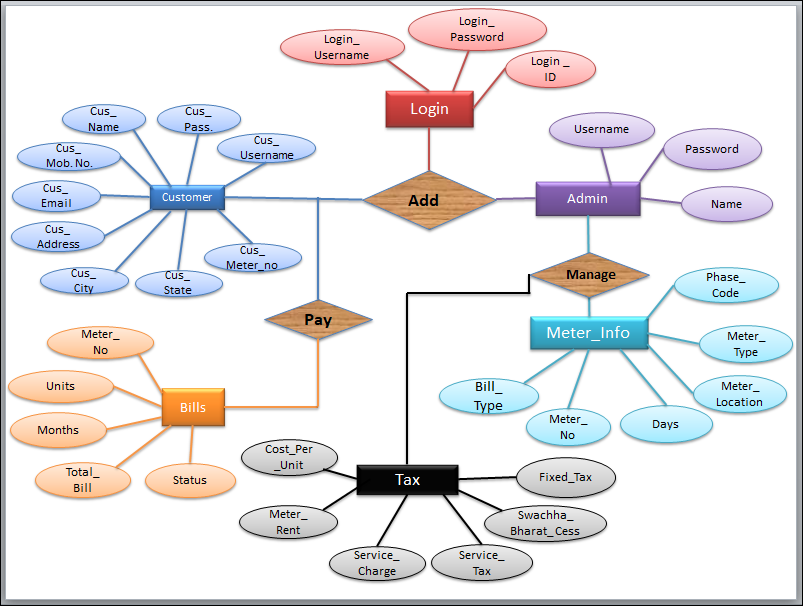 Login_
Username
Login_
Password
Login _
ID
Login
Cus_
Name
Cus_
Pass.
Cus_
Username
Cus_
Mob. No.
Cus_
Email
Cus_
Address
Cus_
City
Cus_
State
Cus_
Meter_no
Customer
Add
Username
Password
Name
Admin
Manage
Pay
Phase_
Code
Meter_
Type
Meter_
Location
Days
Meter_
No
Bill_
Type
Meter_Info
Meter_
No
Units
Months
Total_
Bill
Status
Bills
Cost_Per
_Unit
Meter_
Rent
Service_
Charge
Service_
Tax
Swachha_
Bharat_Cess
Fixed_Tax
Tax